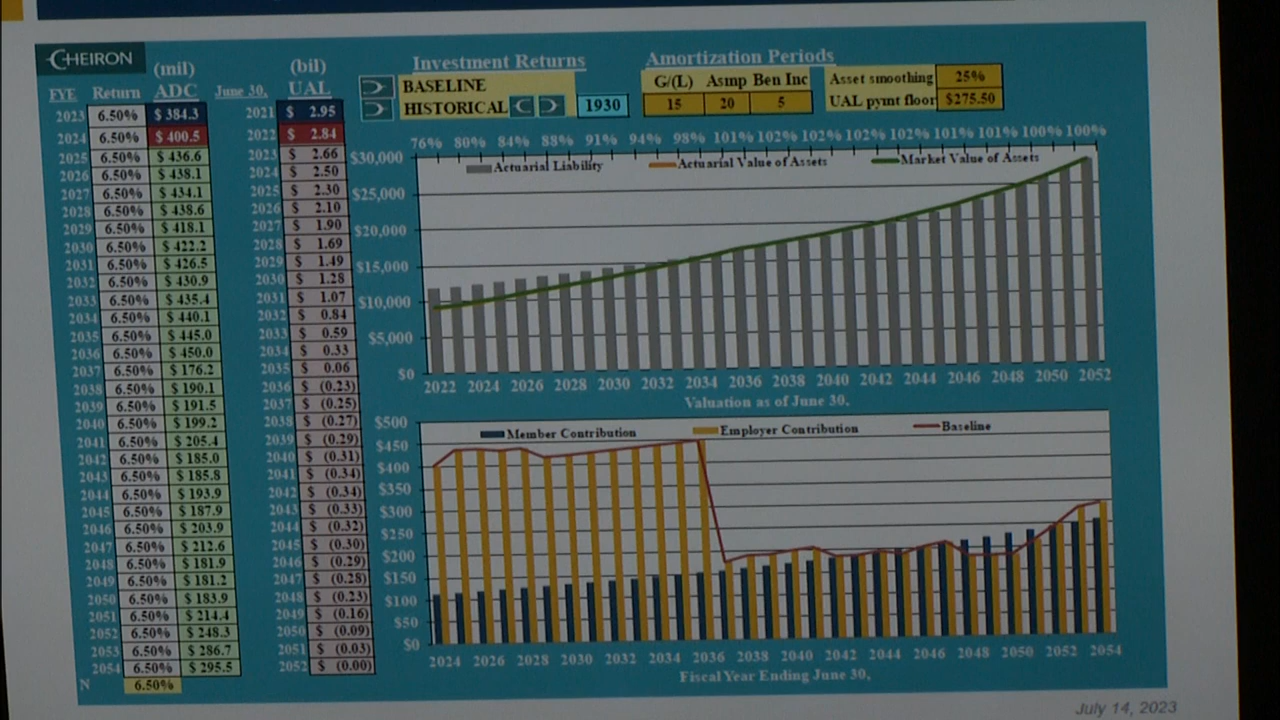 CHEIRON
(mil)
(bil)
Investment Returns
Amortization Periods
FYE Return ADC June 30, UAL
BASELINE
HISTORICAL 1930
G/(L) Asmp Ben Inc
15 20 5
Asset smoothing 25%
UAL pymt floor $275.50
2023 6.50% $ 384.3 2021 $ 2.95
2024 6.50% $ 400.5 2022 $ 2.84
2025 6.50% $ 436.6 2023 $ 2.66
2026 6.50% $ 438.1 2024 $ 2.50
2027 6.50% $ 434.1 2025 $ 2.30
2028 6.50% $ 438.6 2026 $ 2.10
2029 6.50% $ 418.1 2027 $ 1.90
2030 6.50% $ 422.2 2028 $ 1.69
2031 6.50% $ 426.5 2029 $ 1.49
2032 6.50% $ 430.9 2030 $ 1.28
2033 6.50% $ 435.4 2031 $ 1.07
2034 6.50% $ 440.1 2032 $ 0.84
2035 6.50% $ 445.0 2033 $ 0.59
2036 6.50% $ 450.0 2034 $ 0.33
2037 6.50% $ 176.2 2035 $ 0.06
2038 6.50% $ 190.1 2036 $ (0.23)
2039 6.50% $ 191.5 2037 $ (0.25)
2040 6.50% $ 199.2 2038 $ (0.27)
2041 6.50% $ 205.4 2039 $ (0.29)
2042 6.50% $ 185.0 2040 $ (0.31)
2043 6.50% $ 185.8 2041 $ (0.34)
2044 6.50% $ 193.9 2042 $ (0.34)
2045 6.50% $ 187.9 2043 $ (0.33)
2046 6.50% $ 203.9 2044 $ (0.32)
2047 6.50% $ 212.6 2045 $ (0.30)
2048 6.50% $ 181.9 2046 $ (0.29)
2049 6.50% $ 181.2 2047 $ (0.28)
2050 6.50% $ 183.9 2048 $ (0.23)
2051 6.50% $ 214.4 2049 $ (0.16)
2052 6.50% $ 248.3 2050 $ (0.09)
2053 6.50% $ 286.7 2051 $ (0.03)
2054 6.50% $ 295.5 2052 $ (0.00)
N 6.50%
76% 80% 84% 88% 91% 94% 98% 101% 102% 102% 102% 102% 101% 101% 100% 100%
Actuarial Liability Actuarial Value of Assets Market Value of Assets
$30,000
$25,000
$20,000
$15,000
$10,000
$5,000
$0
2022 2024 2026 2028 2030 2032 2034 2036 2038 2040 2042 2044 2046 2048 2050 2052
Valuation as of June 30,
Member Contribution Employer Contribution Baseline
$500
$450
$400
$350
$300
$250
$200
$150
$100
$50
$0
2024 2026 2028 2030 2032 2034 2036 2038 2040 2042 2044 2046 2048 2050 2052 2054
Fiscal Year Ending June 30,
July 14, 2023